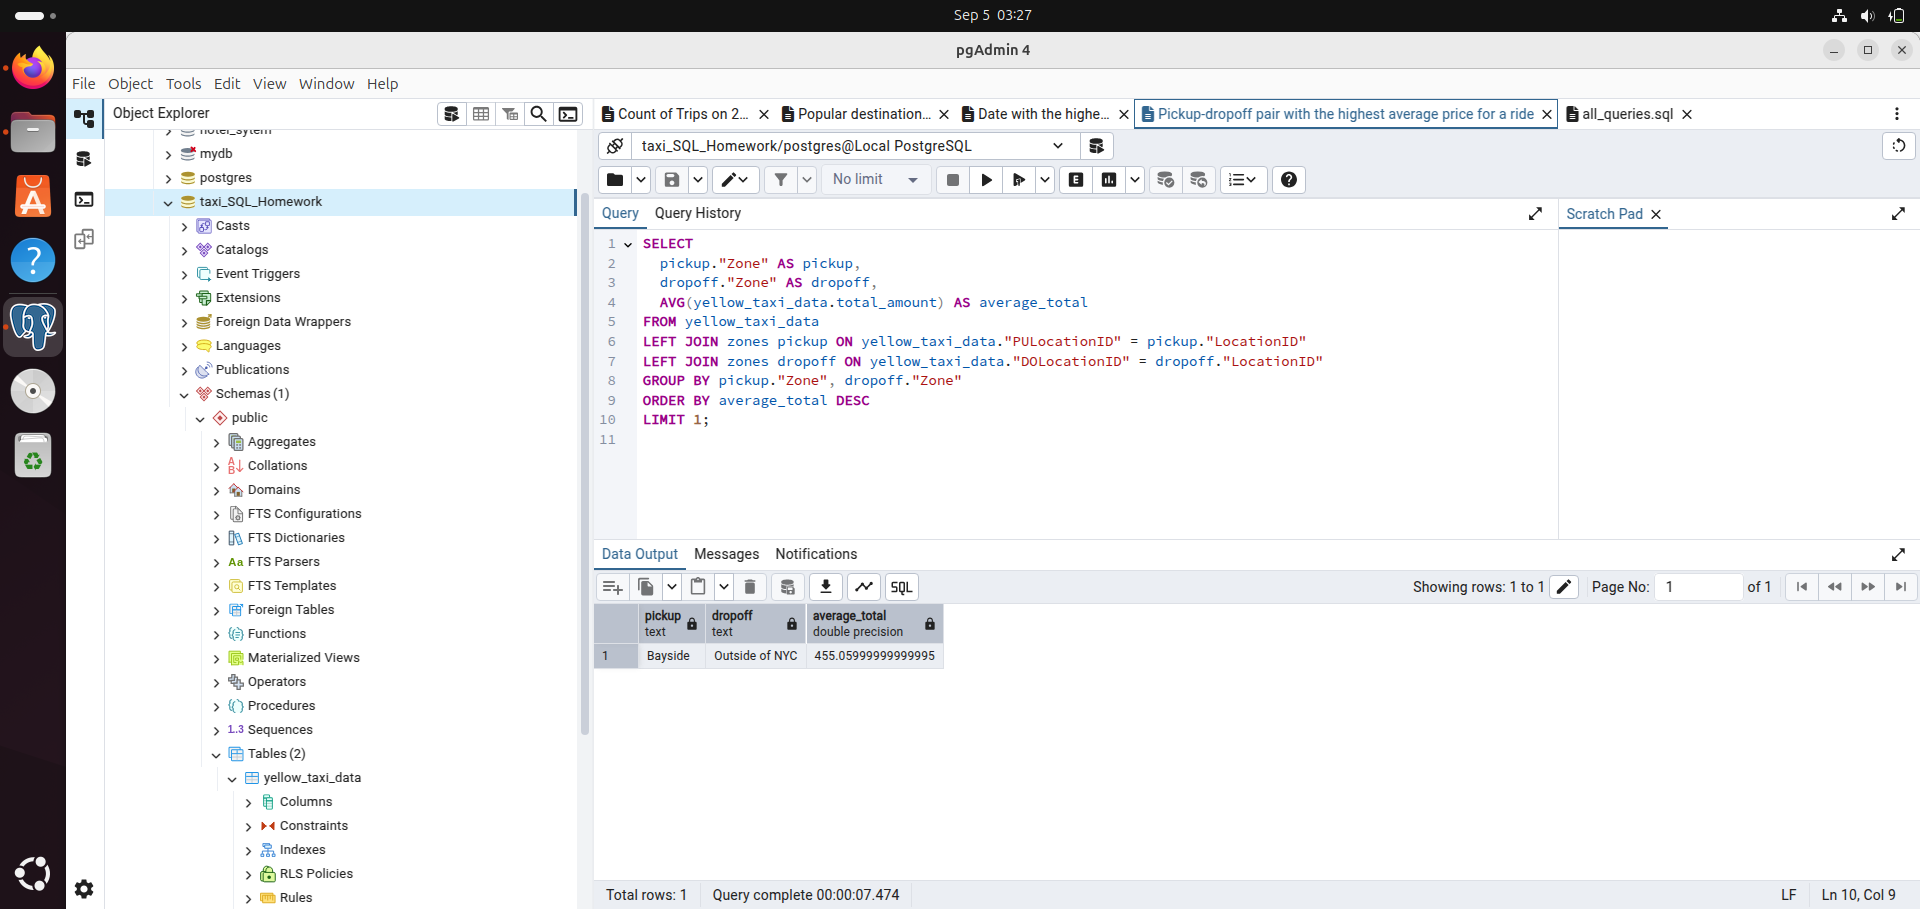 Sep 5 03:27
pgAdmin 4
File Object Tools Edit View Window Help
Object Explorer
hotel_sytem
mydb
postgres
taxi_SQL_Homework
Casts
Catalogs
Event Triggers
Extensions
Foreign Data Wrappers
Languages
Publications
Schemas (1)
public
Aggregates
Collations
Domains
FTS Configurations
FTS Dictionaries
Aa FTS Parsers
FTS Templates
Foreign Tables
Functions
Materialized Views
Operators
Procedures
1..3 Sequences
Tables (2)
yellow_taxi_data
Columns
Constraints
Indexes
RLS Policies
Rules
Count of Trips on 2... Popular destination... Date with the highe... Pickup-dropoff pair with the highest average price for a ride all_queries.sql
taxi_SQL_Homework/postgres@Local PostgreSQL
No limit E
Query Query History Scratch Pad
1 SELECT
2 pickup."Zone" AS pickup,
3 dropoff."Zone" AS dropoff,
4 AVG(yellow_taxi_data.total_amount) AS average_total
5 FROM yellow_taxi_data
6 LEFT JOIN zones pickup ON yellow_taxi_data."PULocationID" = pickup."LocationID"
7 LEFT JOIN zones dropoff ON yellow_taxi_data."DOLocationID" = dropoff."LocationID"
8 GROUP BY pickup."Zone", dropoff."Zone"
9 ORDER BY average_total DESC
10 LIMIT 1;
11
Data Output Messages Notifications
SQL Showing rows: 1 to 1 Page No: 1 of 1
pickup dropoff average_total
text text double precision
1 Bayside Outside of NYC 455.05999999999995
Total rows: 1 Query complete 00:00:07.474 LF Ln 10, Col 9